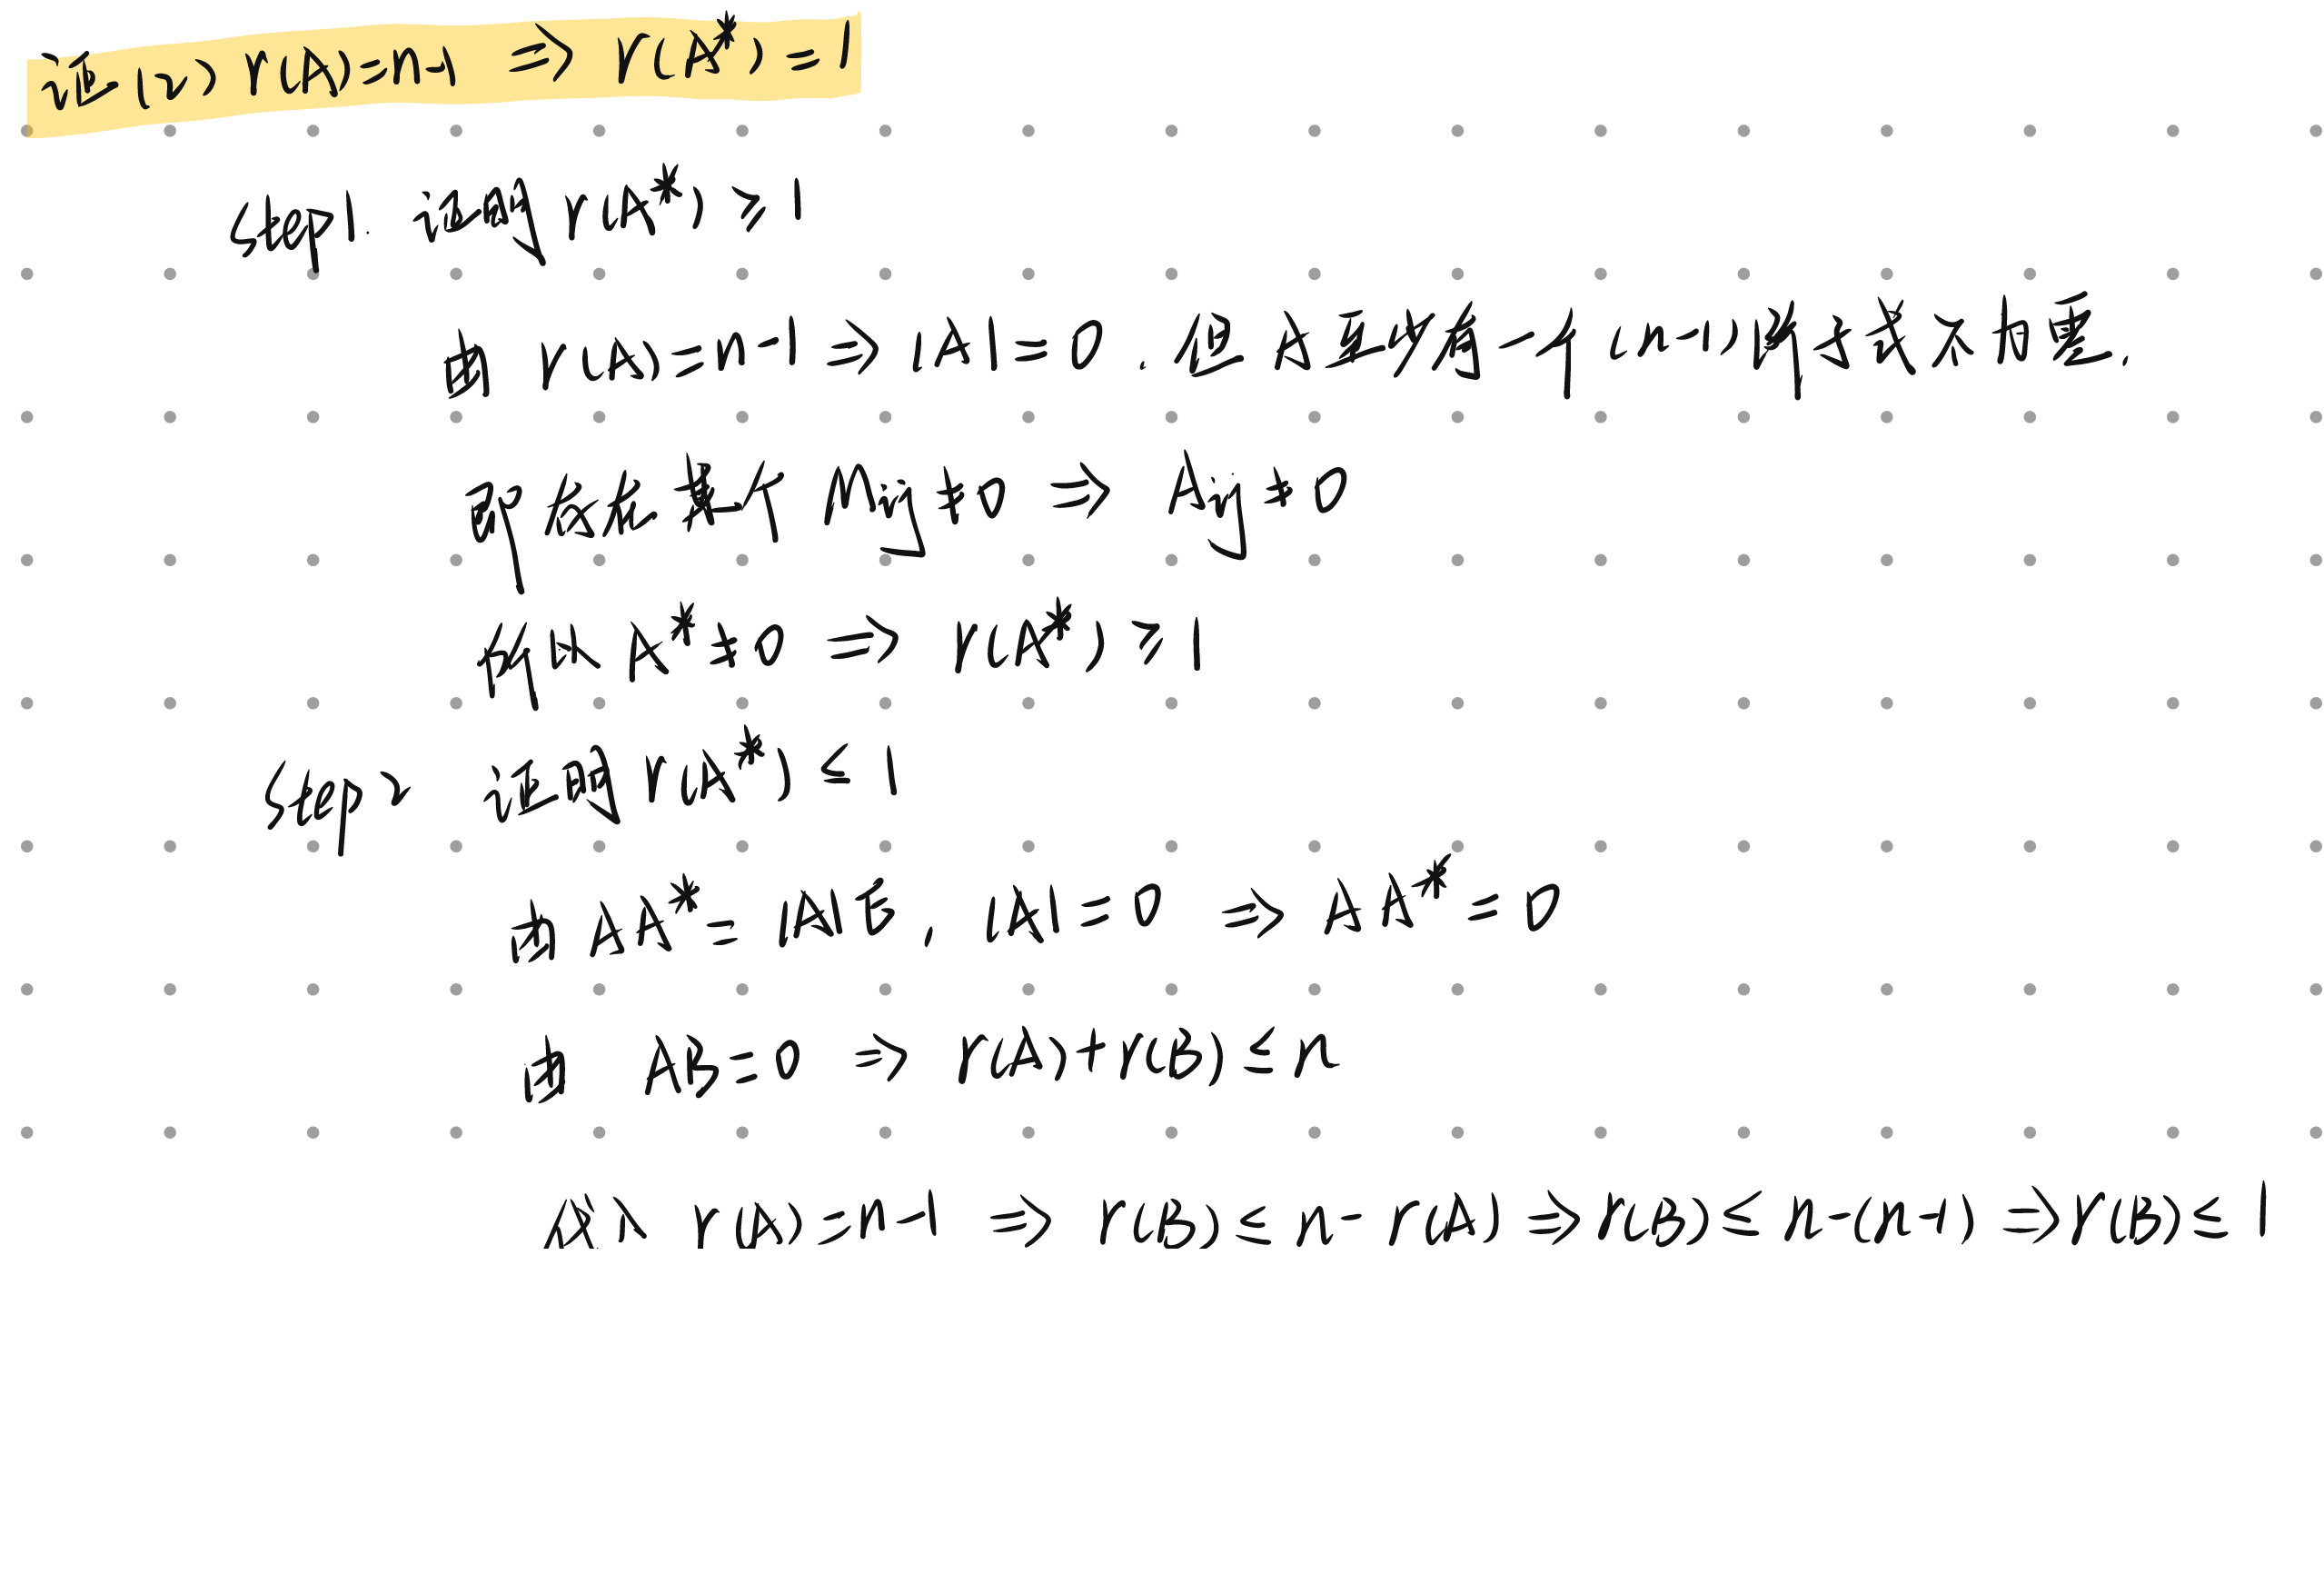 证(2) r(A)=n-1 ⇒ r(A*)=1
step1. 证明 r(A*) ≥ 1
由 r(A)=n-1 ⇒ |A|=0. 但 A 至少有一个 (n-1)阶子式不为零.
即存在某个 Mij≠0 ⇒ Aij≠0
所以 A*≠0 ⇒ r(A*) ≥ 1
step2 证明 r(A*) ≤ 1
由 AA*=|A|E, |A|=0 ⇒ AA*=0
由 AB=0 ⇒ r(A)+r(B) ≤ n
r(A)=n-1 ⇒ r(B) ≤ n-r(A) ⇒ r(B) ≤ n-(n-1) ⇒ r(B) ≤ 1